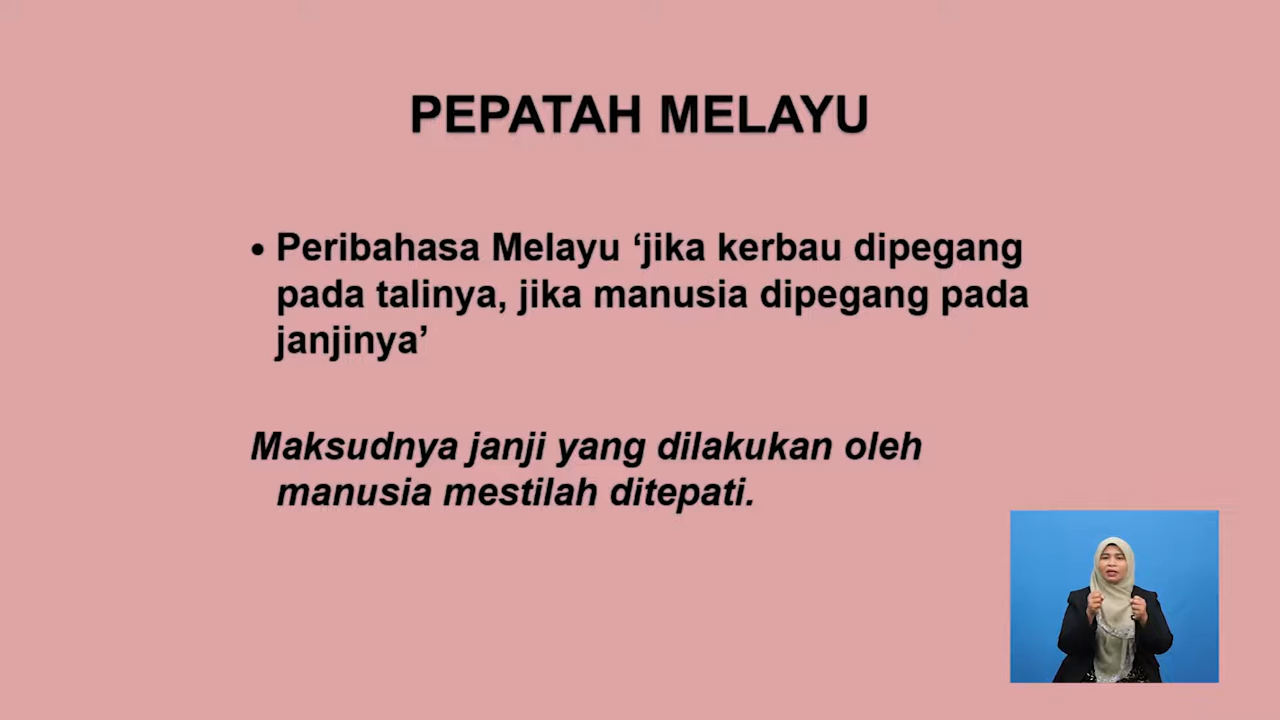 PEPATAH MELAYU
• Peribahasa Melayu ‘jika kerbau dipegang
pada talinya, jika manusia dipegang pada
janjinya’
Maksudnya janji yang dilakukan oleh
manusia mestilah ditepati.